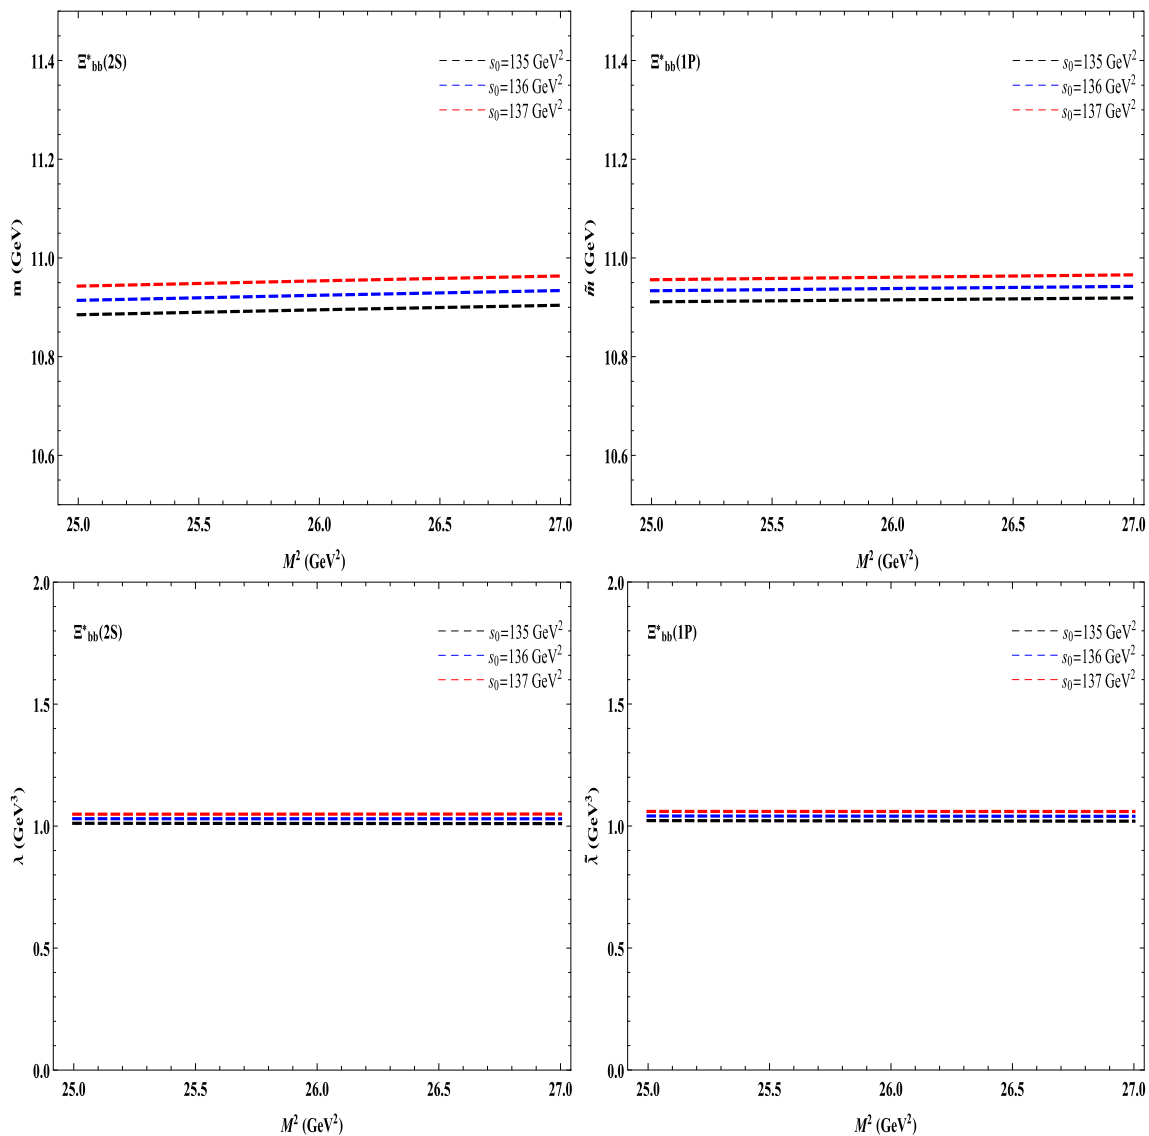 Ξ*bb(2S)
s0=135 GeV2
s0=136 GeV2
s0=137 GeV2
11.4
11.2
11.0
10.8
10.6
m (GeV)
25.0 25.5 26.0 26.5 27.0
M2 (GeV2)
Ξ*bb(1P)
s0=135 GeV2
s0=136 GeV2
s0=137 GeV2
11.4
11.2
11.0
10.8
10.6
m̃ (GeV)
25.0 25.5 26.0 26.5 27.0
M2 (GeV2)
Ξ*bb(2S)
s0=135 GeV2
s0=136 GeV2
s0=137 GeV2
2.0
1.5
1.0
0.5
0.0
λ (GeV3)
25.0 25.5 26.0 26.5 27.0
M2 (GeV2)
Ξ*bb(1P)
s0=135 GeV2
s0=136 GeV2
s0=137 GeV2
2.0
1.5
1.0
0.5
0.0
λ̃ (GeV3)
25.0 25.5 26.0 26.5 27.0
M2 (GeV2)